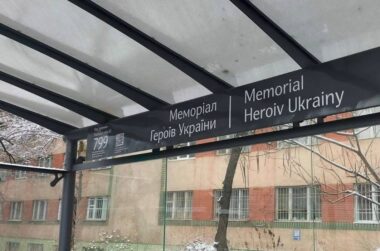 799
Меморіал
Героїв України
Memorial
Heroiv Ukrainy